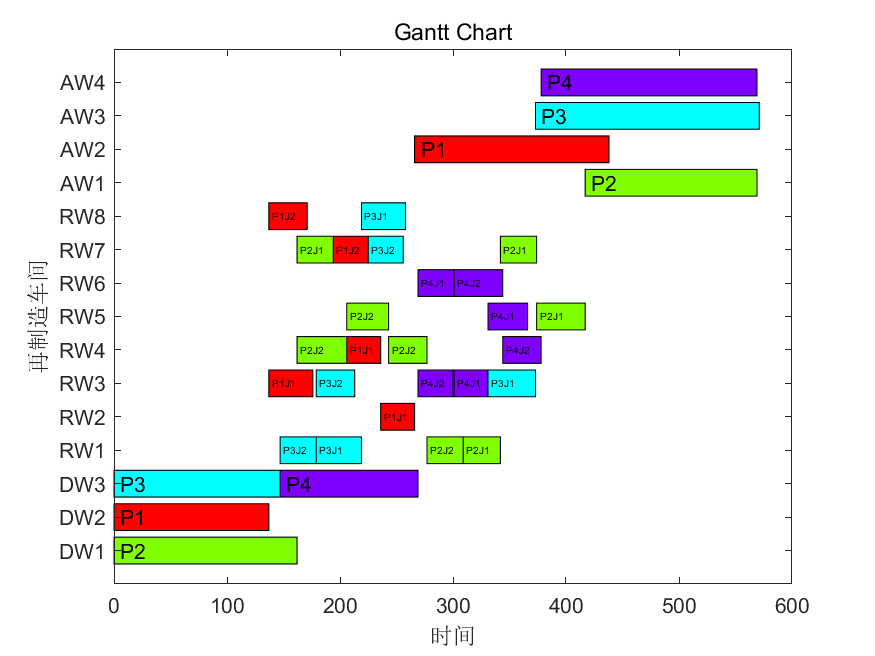 Gantt Chart
AW4 P4
AW3 P3
AW2 P1
AW1 P2
RW8 P1J2 P3J1
RW7 P2J1 P1J2 P3J2 P2J1
RW6 P4J1 P4J2
RW5 P2J2 P4J1 P2J1
RW4 P2J2 P1J1 P2J2 P4J2
RW3 P1J1 P3J2 P4J2 P4J1 P3J1
RW2 P1J1
RW1 P3J2 P3J1 P2J2 P2J1
DW3 P3 P4
DW2 P1
DW1 P2
再制造车间
0 100 200 300 400 500 600
时间